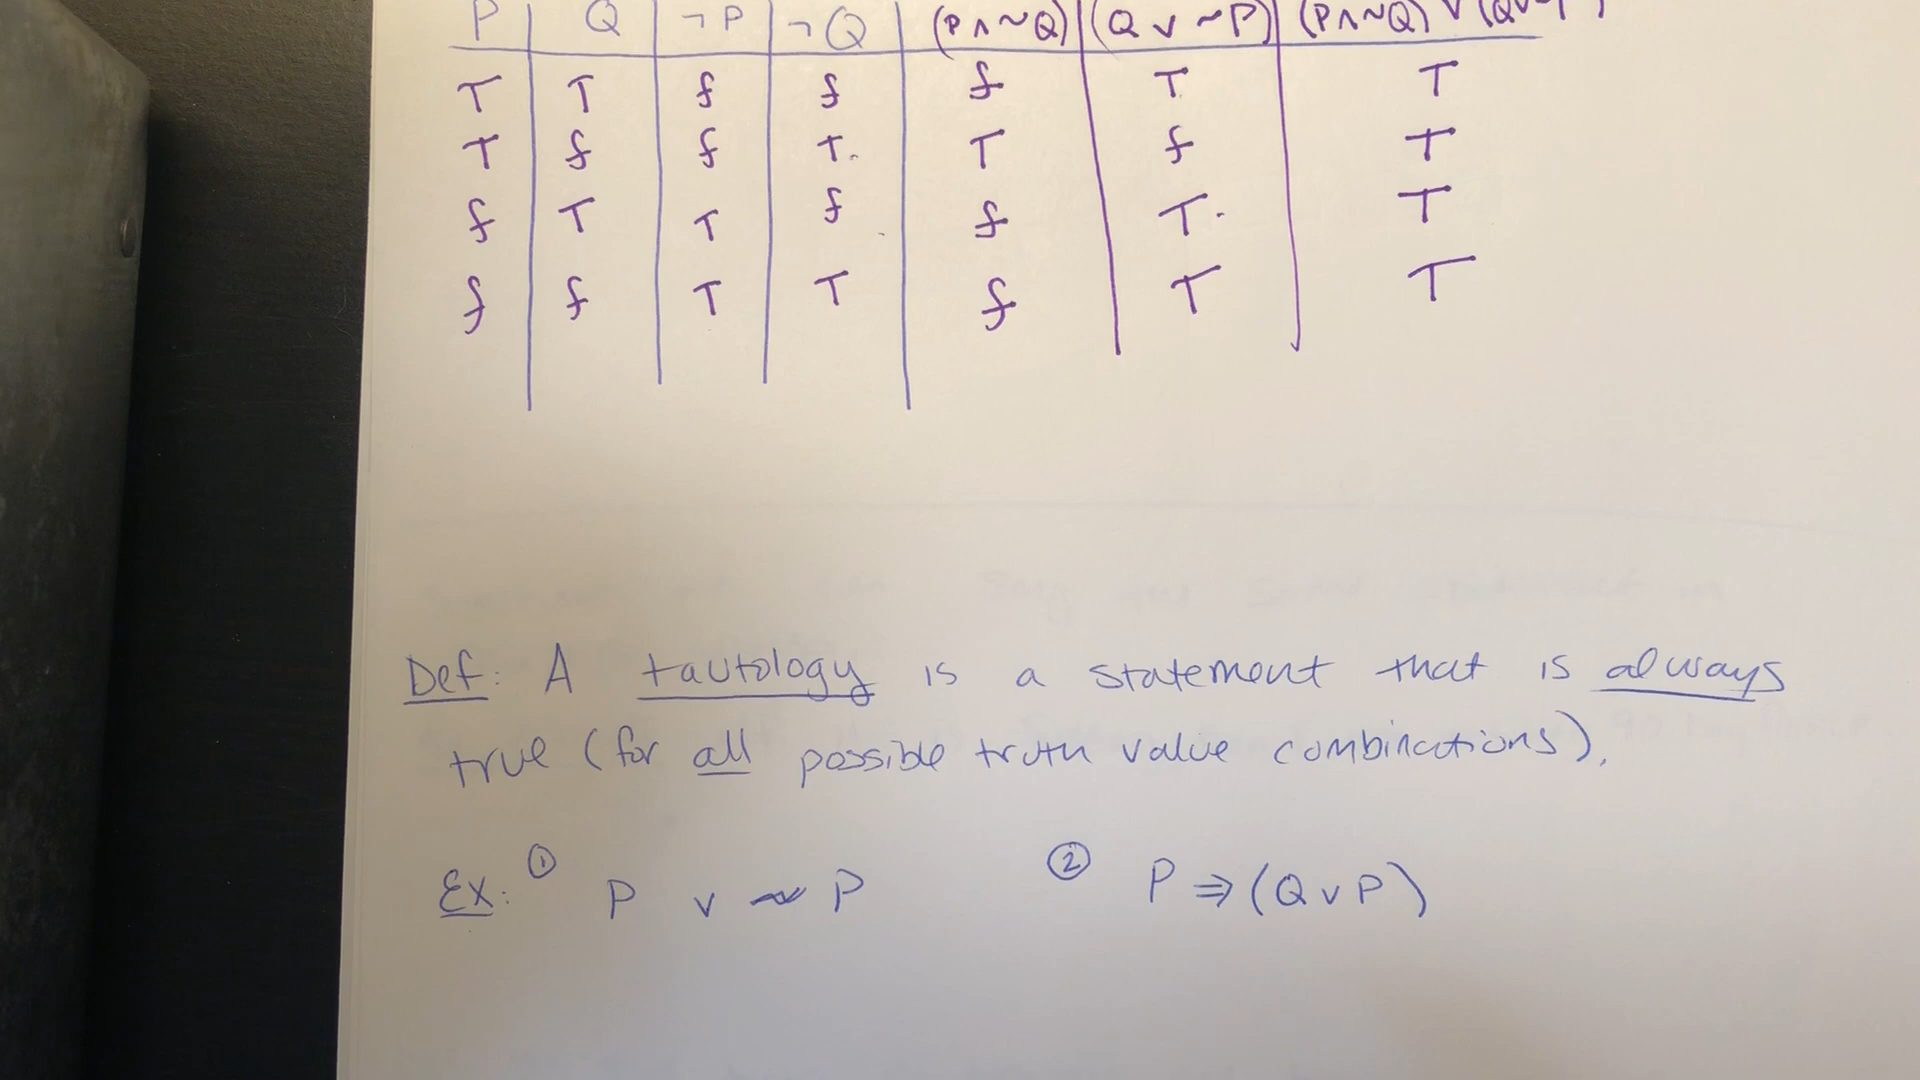 P Q ¬P ¬Q (P∧~Q) (Q∨~P) (P∧~Q)∨(Q∨~P)
T T f f f T T
T f f T T f T
f T T f f T T
f f T T f T T
Def: A tautology is a statement that is always
true (for all possible truth value combinations).
Ex: ① P ∨ ~P ② P ⇒ (Q ∨ P)